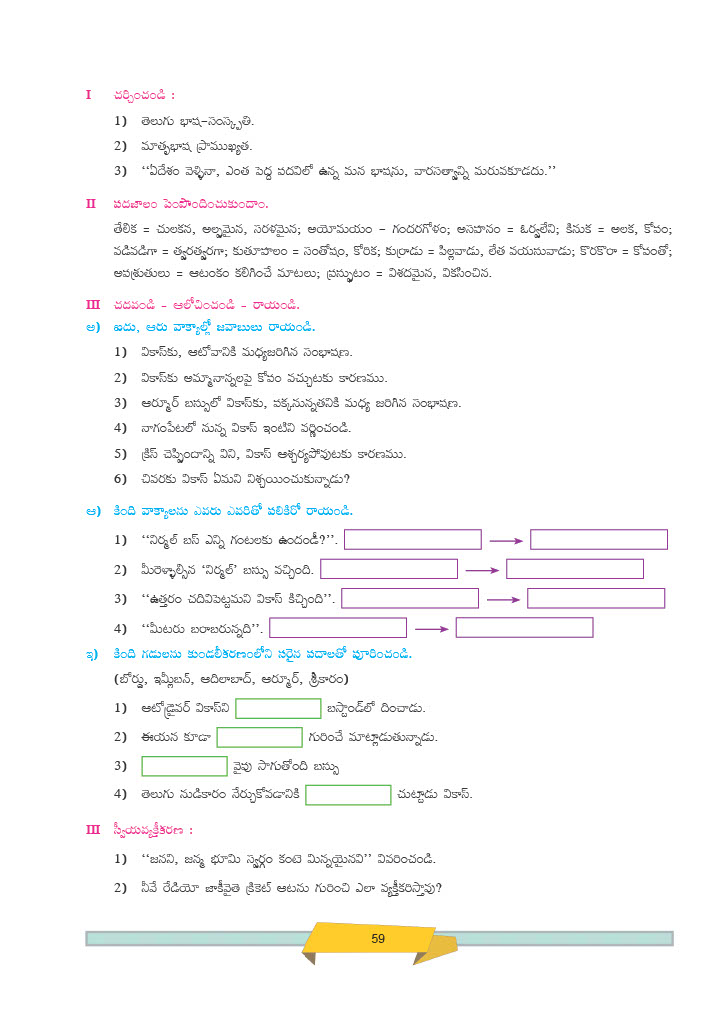 I చర్చించండి :
1) తెలుగు భాష–సంస్కృతి.
2) మాతృభాష ప్రాముఖ్యత.
3) ‘‘ఏదేశం వెళ్ళినా, ఎంత పెద్ద పదవిలో ఉన్న మన భాషను, వారసత్వాన్ని మరువకూడదు.’’
II పదజాలం పెంపొందించుకుందాం.
తేలిక = చులకన, అల్పమైన, సరళమైన; అయోమయం – గందరగోళం; అసహనం = ఓర్వలేని; కినుక = అలక, కోపం;
వడివడిగా = త్వరత్వరగా; కుతూహలం = సంతోషం, కోరిక; కుర్రాడు = పిల్లవాడు, లేత వయసువాడు; కొరకొరా = కోపంతో;
అపశ్రుతులు = ఆటంకం కలిగించే మాటలు; ప్రస్ఫుటం = విశదమైన, వికసించిన.
III చదవండి - ఆలోచించండి - రాయండి.
అ) ఐదు, ఆరు వాక్యాల్లో జవాబులు రాయండి.
1) వికాస్‌కు, ఆటోవానికి మధ్యజరిగిన సంభాషణ.
2) వికాస్‌కు అమ్మానాన్నలపై కోపం వచ్చుటకు కారణము.
3) ఆర్మూర్ బస్సులో వికాస్‌కు, పక్కనున్నతనికి మధ్య జరిగిన సంభాషణ.
4) నాగంపేటలో నున్న వికాస్ ఇంటిని వర్ణించండి.
5) క్రిస్ చెప్పిందాన్ని విని, వికాస్ ఆశ్చర్యపోవుటకు కారణము.
6) చివరకు వికాస్ ఏమని నిశ్చయించుకున్నాడు?
ఆ) కింది వాక్యాలను ఎవరు ఎవరితో పలికిరో రాయండి.
1) ‘‘నిర్మల్ బస్ ఎన్ని గంటలకు ఉందండీ?’’.
2) మీరెళ్ళాల్సిన ‘నిర్మల్’ బస్సు వచ్చింది.
3) ‘‘ఉత్తరం చదివిపెట్టమని వికాస్ కిచ్చింది’’.
4) ‘‘మీటరు బరాబరున్నది’’.
ఇ) కింది గడులను కుండలీకరణంలోని సరైన పదాలతో పూరించండి.
(బోర్డు, ఇమ్లీబన్, ఆదిలాబాద్, ఆర్మూర్, శ్రీకారం)
1) ఆటోడ్రైవర్ వికాస్‌ని బస్టాండ్‌లో దించాడు.
2) ఈయన కూడా గురించే మాట్లాడుతున్నాడు.
3) వైపు సాగుతోంది బస్సు
4) తెలుగు నుడికారం నేర్చుకోవడానికి చుట్టాడు వికాస్.
III స్వీయవ్యక్తీకరణ :
1) ‘‘జనని, జన్మ భూమి స్వర్గం కంటె మిన్నయైనవి’’ వివరించండి.
2) నీవే రేడియో జాకీవైతె క్రికెట్ ఆటను గురించి ఎలా వ్యక్తీకరిస్తావు?
59